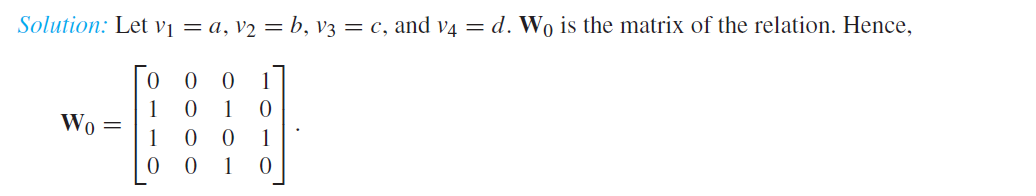 Solution: Let v₁ = a, v₂ = b, v₃ = c, and v₄ = d. W₀ is the matrix of the relation. Hence,
W₀ =
0 0 0 1
1 0 1 0
1 0 0 1
0 0 1 0
.